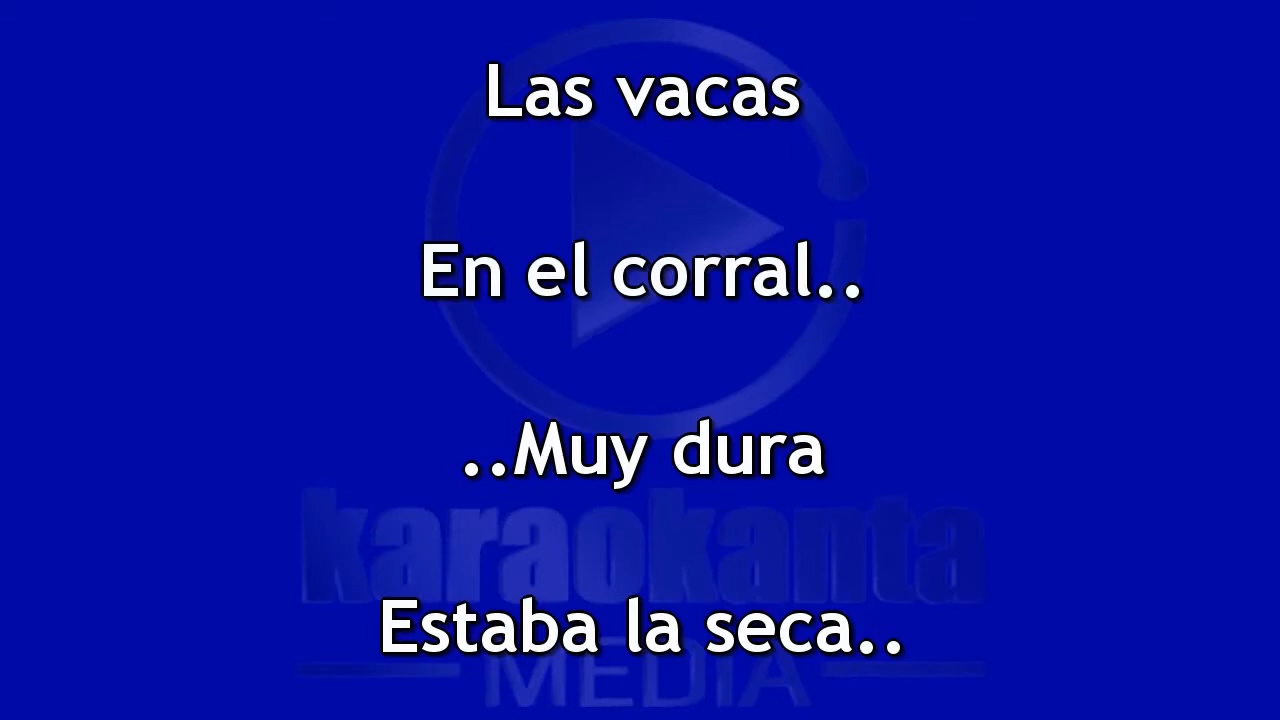 Las vacas
En el corral..
..Muy dura
karaokanta
Estaba la seca..
MEDIA